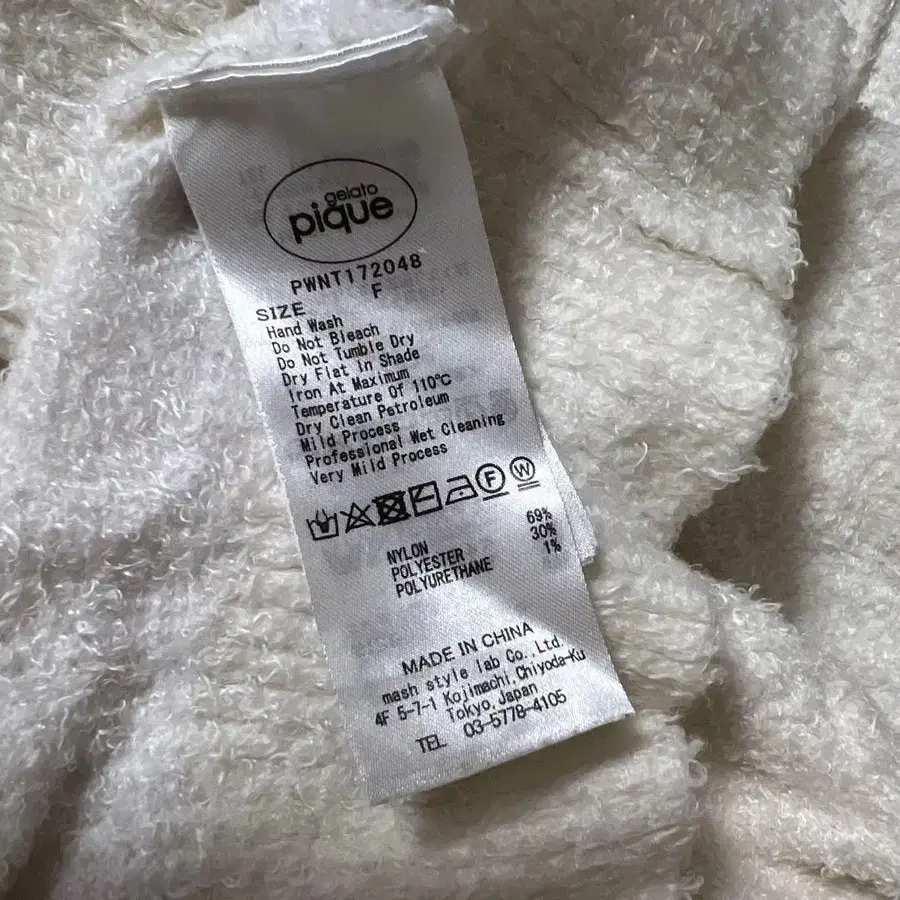 gelato
pique
PWNT172048
SIZE F
Hand Wash
Do Not Bleach
Do Not Tumble Dry
Dry Flat in Shade
Iron At Maximum
Temperature Of 110°C
Dry Clean Petroleum
Mild Process
Professional Wet Cleaning
Very Mild Process
F W
NYLON 69%
POLYESTER 30%
POLYURETHANE 1%
MADE IN CHINA
mash style lab Co., Ltd.
4F 5-7-1 Kojimachi, Chiyoda-Ku
Tokyo, Japan
TEL 03-5778-4105